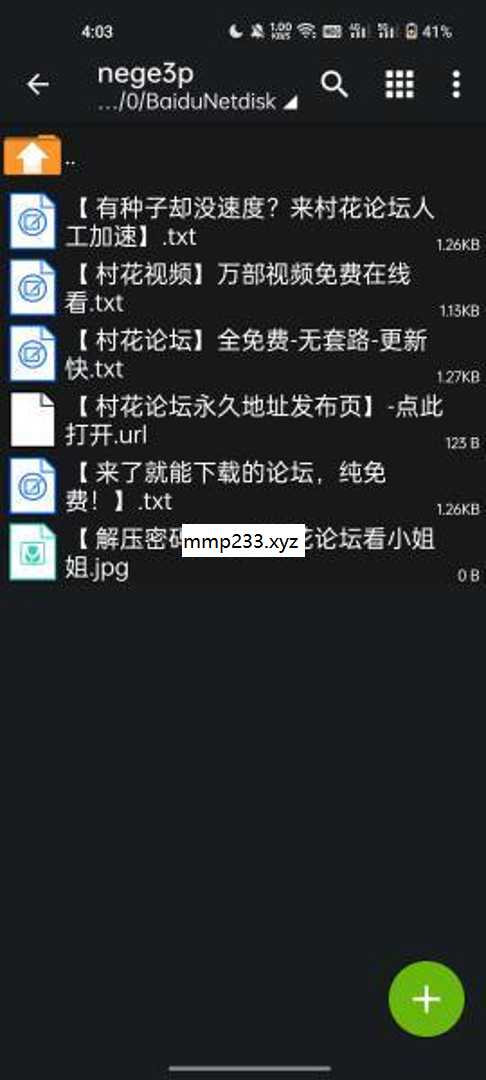 4:03
1.00
KB/S
HD
41%
nege3p
.../0/BaiduNetdisk
..
【 有种子却没速度？来村花论坛人
工加速】.txt
1.26KB
【 村花视频】万部视频免费在线
看.txt
1.13KB
【 村花论坛】全免费-无套路-更新
快.txt
1.27KB
【 村花论坛永久地址发布页】-点此
打开.url
123 B
【 来了就能下载的论坛，纯免
费！】.txt
1.26KB
【 解压密码
mmp233.xyz
花论坛看小姐
姐.jpg
0 B